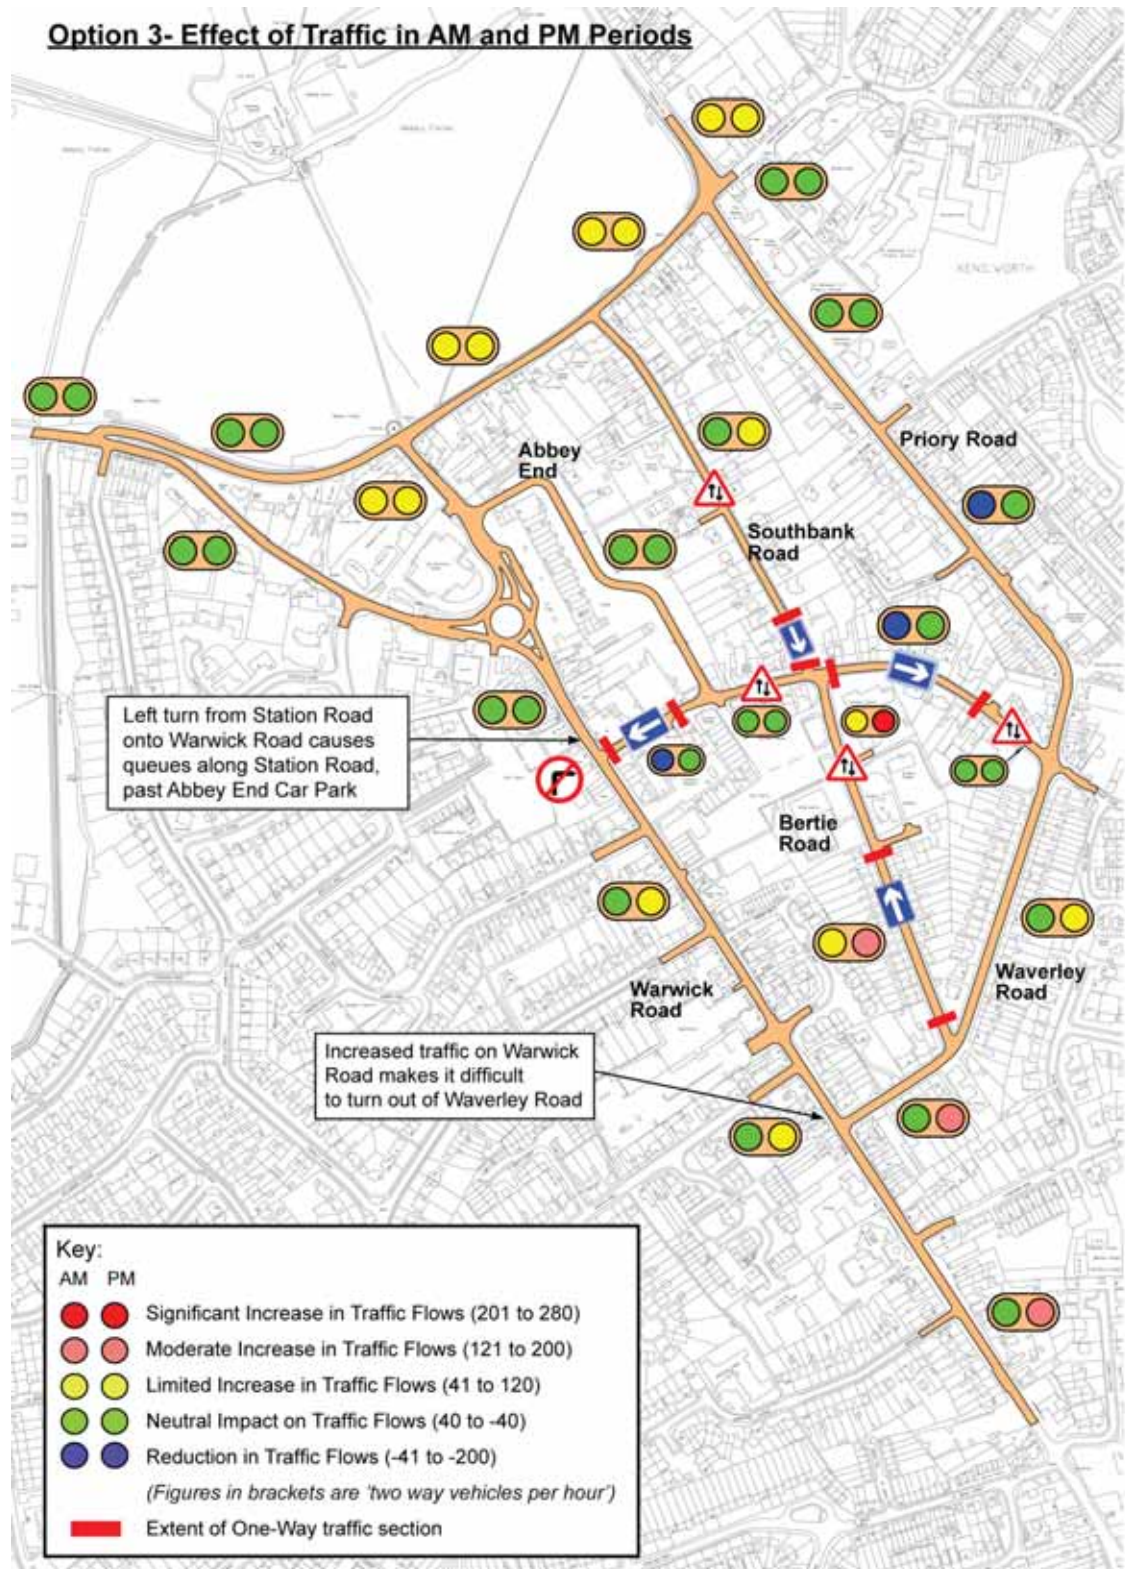 Option 3- Effect of Traffic in AM and PM Periods
KENILWORTH
Abbey
End
Priory Road
Southbank
Road
Left turn from Station Road
onto Warwick Road causes
queues along Station Road,
past Abbey End Car Park
Bertie
Road
Warwick
Road
Waverley
Road
Increased traffic on Warwick
Road makes it difficult
to turn out of Waverley Road
Key:
AM PM
Significant Increase in Traffic Flows (201 to 280)
Moderate Increase in Traffic Flows (121 to 200)
Limited Increase in Traffic Flows (41 to 120)
Neutral Impact on Traffic Flows (40 to -40)
Reduction in Traffic Flows (-41 to -200)
(Figures in brackets are 'two way vehicles per hour')
Extent of One-Way traffic section